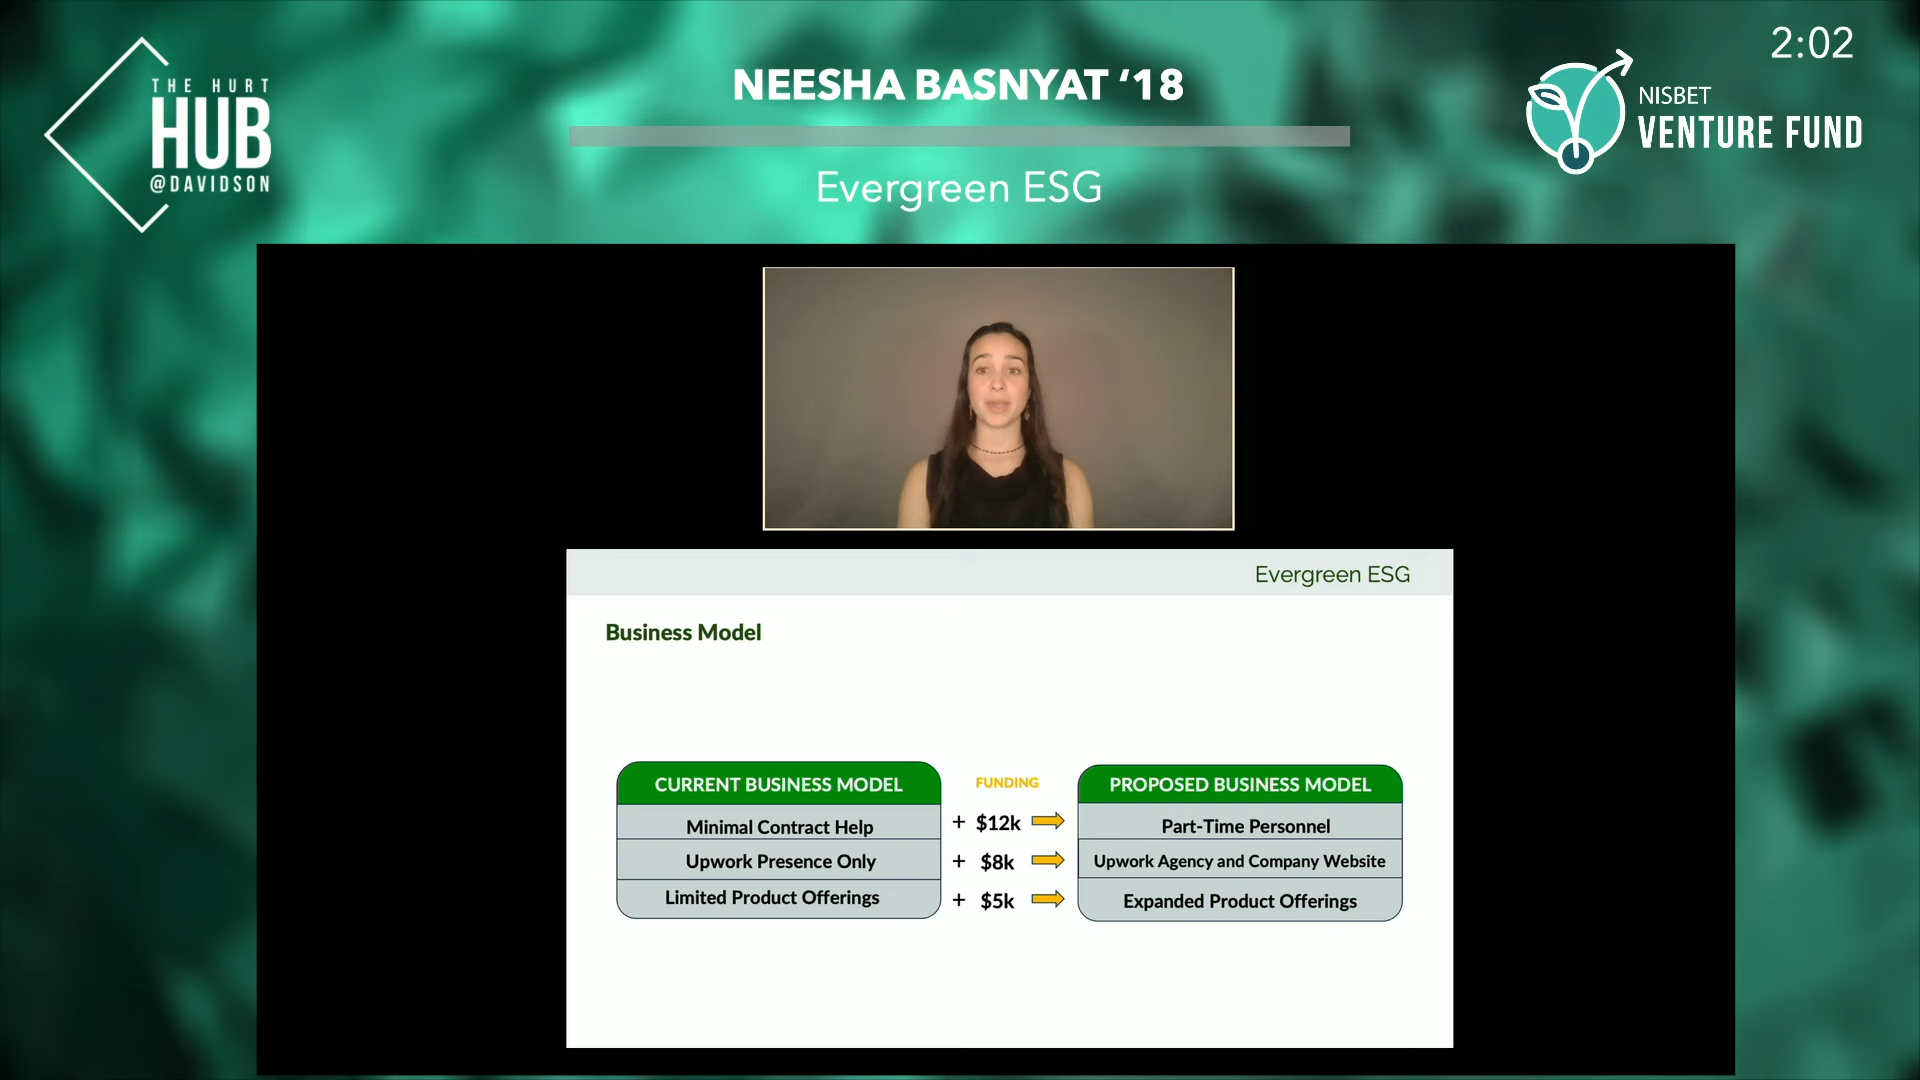 THE HURT
HUB
@DAVIDSON
NEESHA BASNYAT ‘18
Evergreen ESG
2:02
NISBET
VENTURE FUND
Evergreen ESG
Business Model
CURRENT BUSINESS MODEL
FUNDING
PROPOSED BUSINESS MODEL
Minimal Contract Help
+ $12k
Part-Time Personnel
Upwork Presence Only
+ $8k
Upwork Agency and Company Website
Limited Product Offerings
+ $5k
Expanded Product Offerings